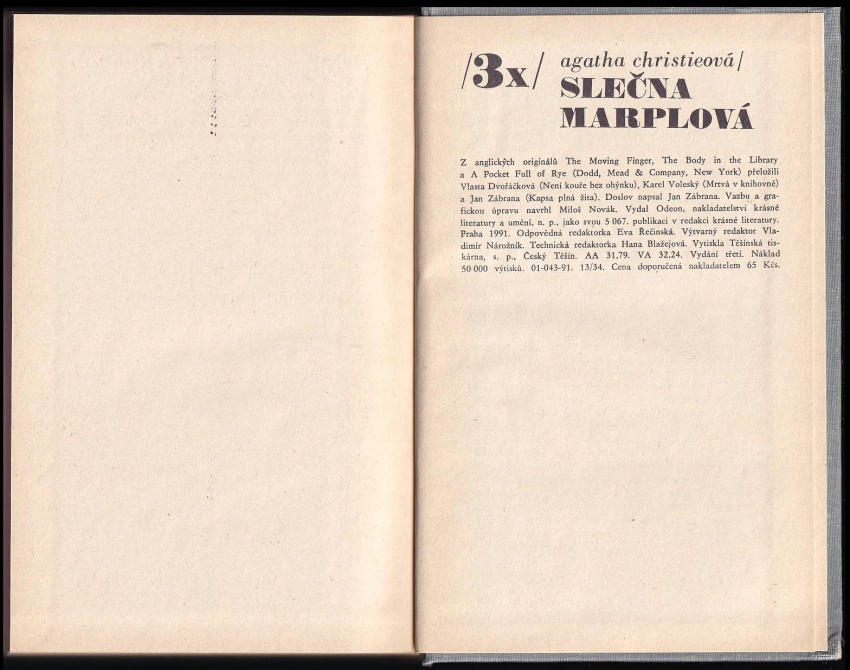 /3x/ agatha christieová/
SLEČNA
MARPLOVÁ
Z anglických originálů The Moving Finger, The Body in the Library
a A Pocket Full of Rye (Dodd, Mead & Company, New York) přeložili
Vlasta Dvořáčková (Není kouře bez ohýnku), Karel Voleský (Mrtvá v knihovně)
a Jan Zábrana (Kapsa plná žita). Doslov napsal Jan Zábrana. Vazbu a gra-
fickou úpravu navrhl Miloš Novák. Vydal Odeon, nakladatelství krásné
literatury a umění, n. p., jako svou 5 067. publikaci v redakci krásné literatury.
Praha 1991. Odpovědná redaktorka Eva Řečinská. Výtvarný redaktor Vla-
dimír Nárožník. Technická redaktorka Hana Blažejová. Vytiskla Těšínská tis-
kárna, s. p., Český Těšín. AA 31,79. VA 32,24. Vydání třetí. Náklad
50 000 výtisků. 01-043-91. 13/34. Cena doporučená nakladatelem 65 Kčs.